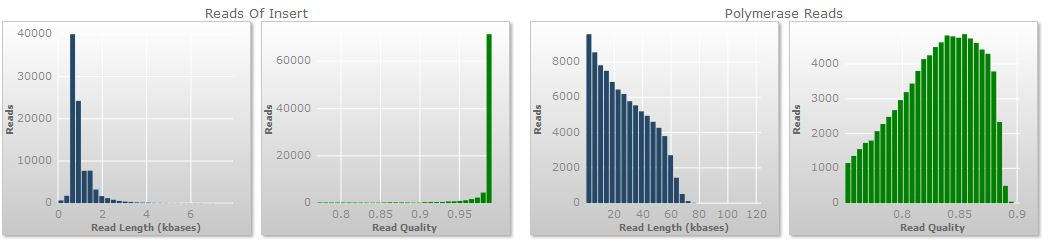 Reads Of Insert
Polymerase Reads
40000
30000
20000
10000
0
Reads
0 2 4 6
Read Length (kbases)
60000
40000
20000
0
Reads
0.8 0.85 0.9 0.95
Read Quality
8000
6000
4000
2000
0
Reads
20 40 60 80 100 120
Read Length (kbases)
4000
3000
2000
1000
0
Reads
0.8 0.85 0.9
Read Quality